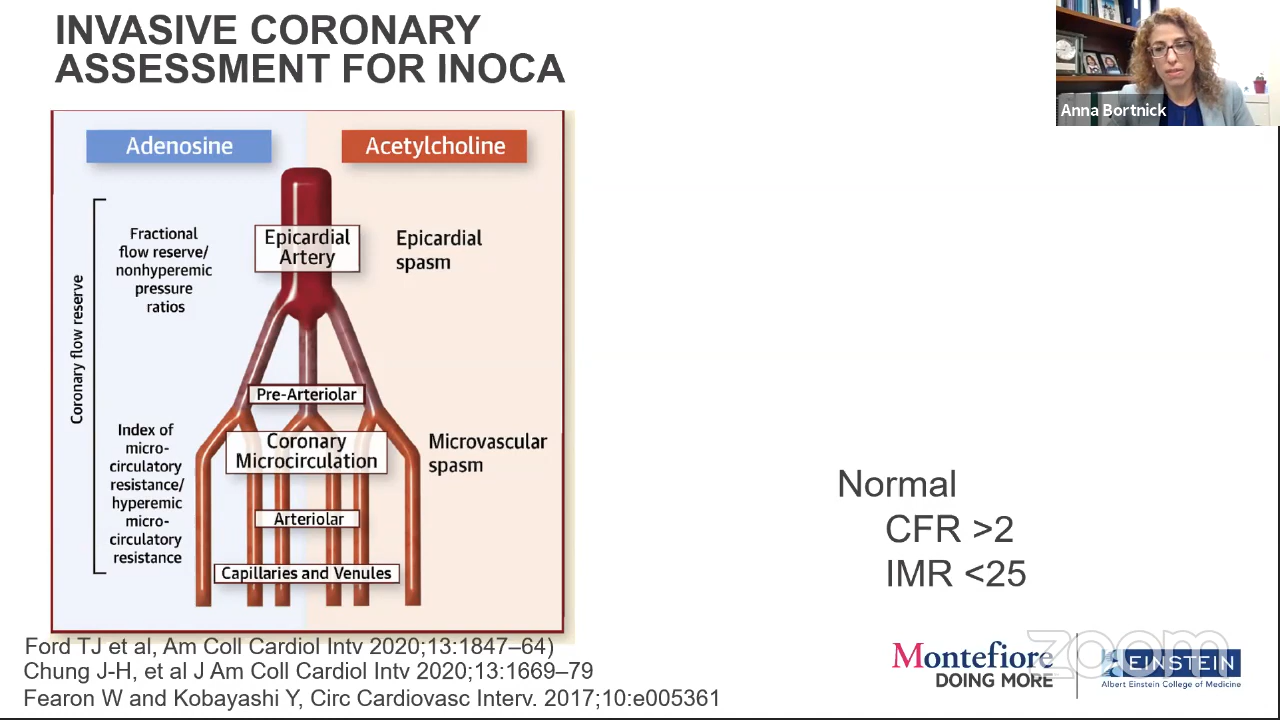 INVASIVE CORONARY
ASSESSMENT FOR INOCA
Anna Bortnick
Adenosine
Acetylcholine
Coronary flow reserve
Fractional
flow reserve/
nonhyperemic
pressure
ratios
Epicardial
Artery
Epicardial
spasm
Pre-Arteriolar
Index of
micro-
circulatory
resistance/
hyperemic
micro-
circulatory
resistance
Coronary
Microcirculation
Microvascular
spasm
Arteriolar
Capillaries and Venules
Normal
CFR >2
IMR <25
Ford TJ et al, Am Coll Cardiol Intv 2020;13:1847–64)
Chung J-H, et al J Am Coll Cardiol Intv 2020;13:1669–79
Fearon W and Kobayashi Y, Circ Cardiovasc Interv. 2017;10:e005361
Montefiore
DOING MORE
EINSTEIN
Albert Einstein College of Medicine
zoom